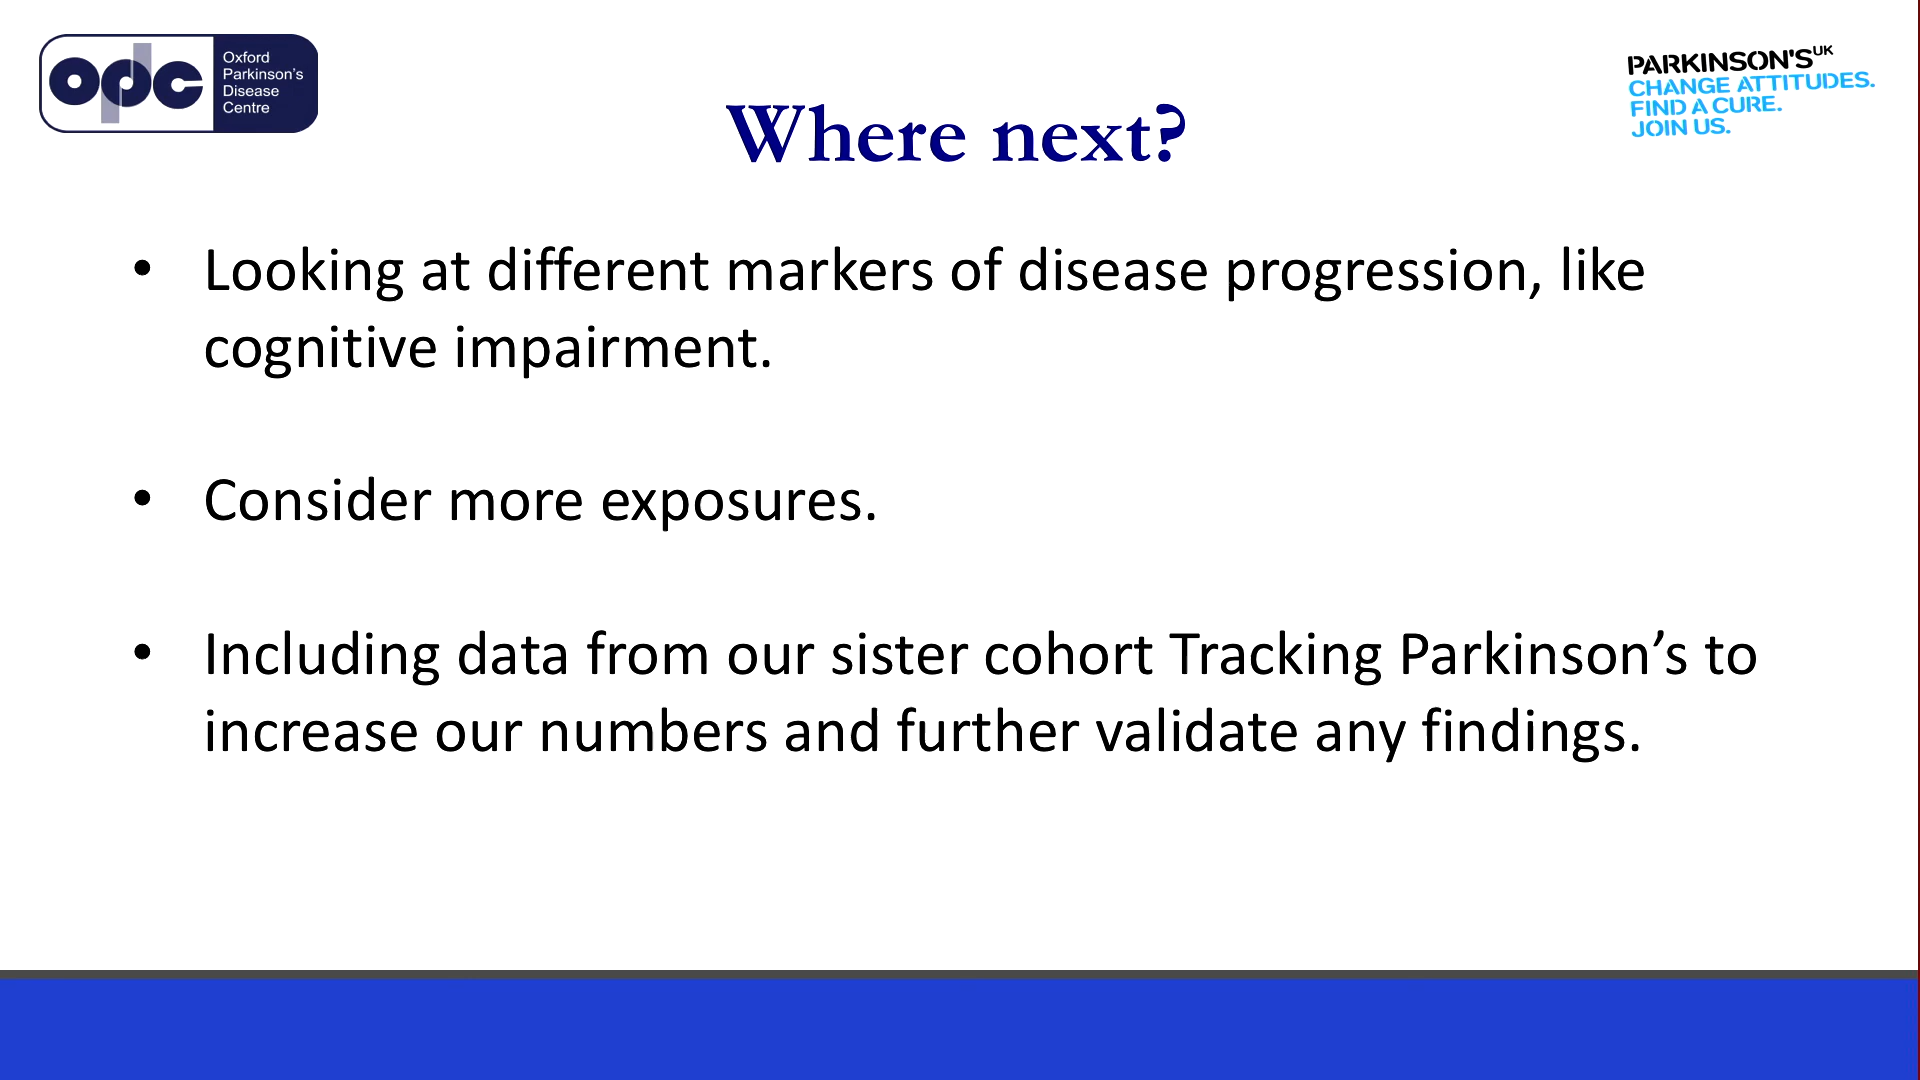 opdc
Oxford
Parkinson's
Disease
Centre
PARKINSON'SUK
CHANGE ATTITUDES.
FIND A CURE.
JOIN US.
Where next?
• Looking at different markers of disease progression, like
cognitive impairment.
• Consider more exposures.
• Including data from our sister cohort Tracking Parkinson’s to
increase our numbers and further validate any findings.